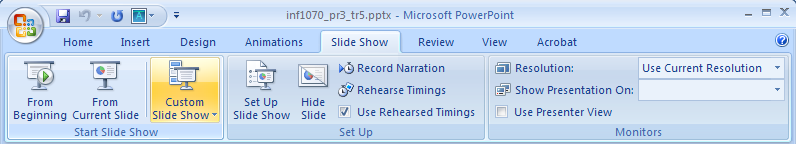 inf1070_pr3_tr5.pptx - Microsoft PowerPoint
Home Insert Design Animations Slide Show Review View Acrobat
From Beginning
From Current Slide
Custom Slide Show
Start Slide Show
Set Up Slide Show
Hide Slide
Record Narration
Rehearse Timings
Use Rehearsed Timings
Set Up
Resolution: Use Current Resolution
Show Presentation On:
Use Presenter View
Monitors